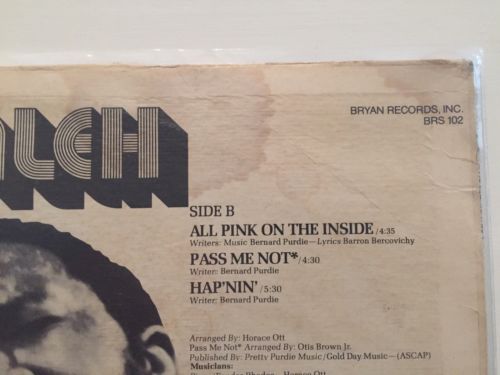 BRYAN RECORDS, INC.
BRS 102
ALCH
SIDE B
ALL PINK ON THE INSIDE/4:35
Writers: Music Bernard Purdie—Lyrics Barron Bercovichy
PASS ME NOT*/4:30
Writer: Bernard Purdie
HAP'NIN'/5:30
Writer: Bernard Purdie
Arranged By: Horace Ott
Pass Me Not* Arranged By: Otis Brown Jr.
Published By: Pretty Purdie Music/Gold Day Music—(ASCAP)
Musicians: